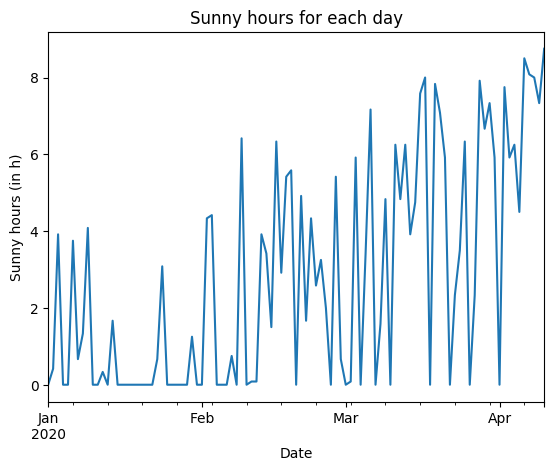 Sunny hours for each day
Sunny hours (in h)
8
6
4
2
0
Jan
2020
Feb
Mar
Apr
Date